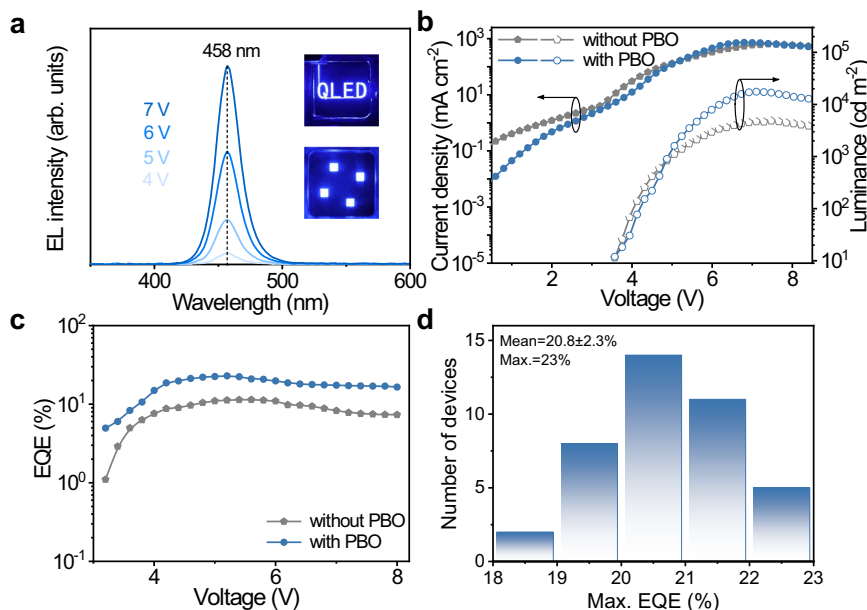 a
458 nm
QLED
7 V
6 V
5 V
4 V
EL intensity (arb. units)
400
500
600
Wavelength (nm)
b
without PBO
with PBO
10³
10¹
10⁻¹
10⁻³
10⁻⁵
Current density (mA cm⁻²)
10⁵
10⁴
10³
10²
10¹
Luminance (cd m⁻²)
2
4
6
8
Voltage (V)
c
10²
10¹
10⁰
10⁻¹
EQE (%)
without PBO
with PBO
4
6
8
Voltage (V)
d
Mean=20.8±2.3%
Max.=23%
15
10
5
0
Number of devices
18
19
20
21
22
23
Max. EQE (%)